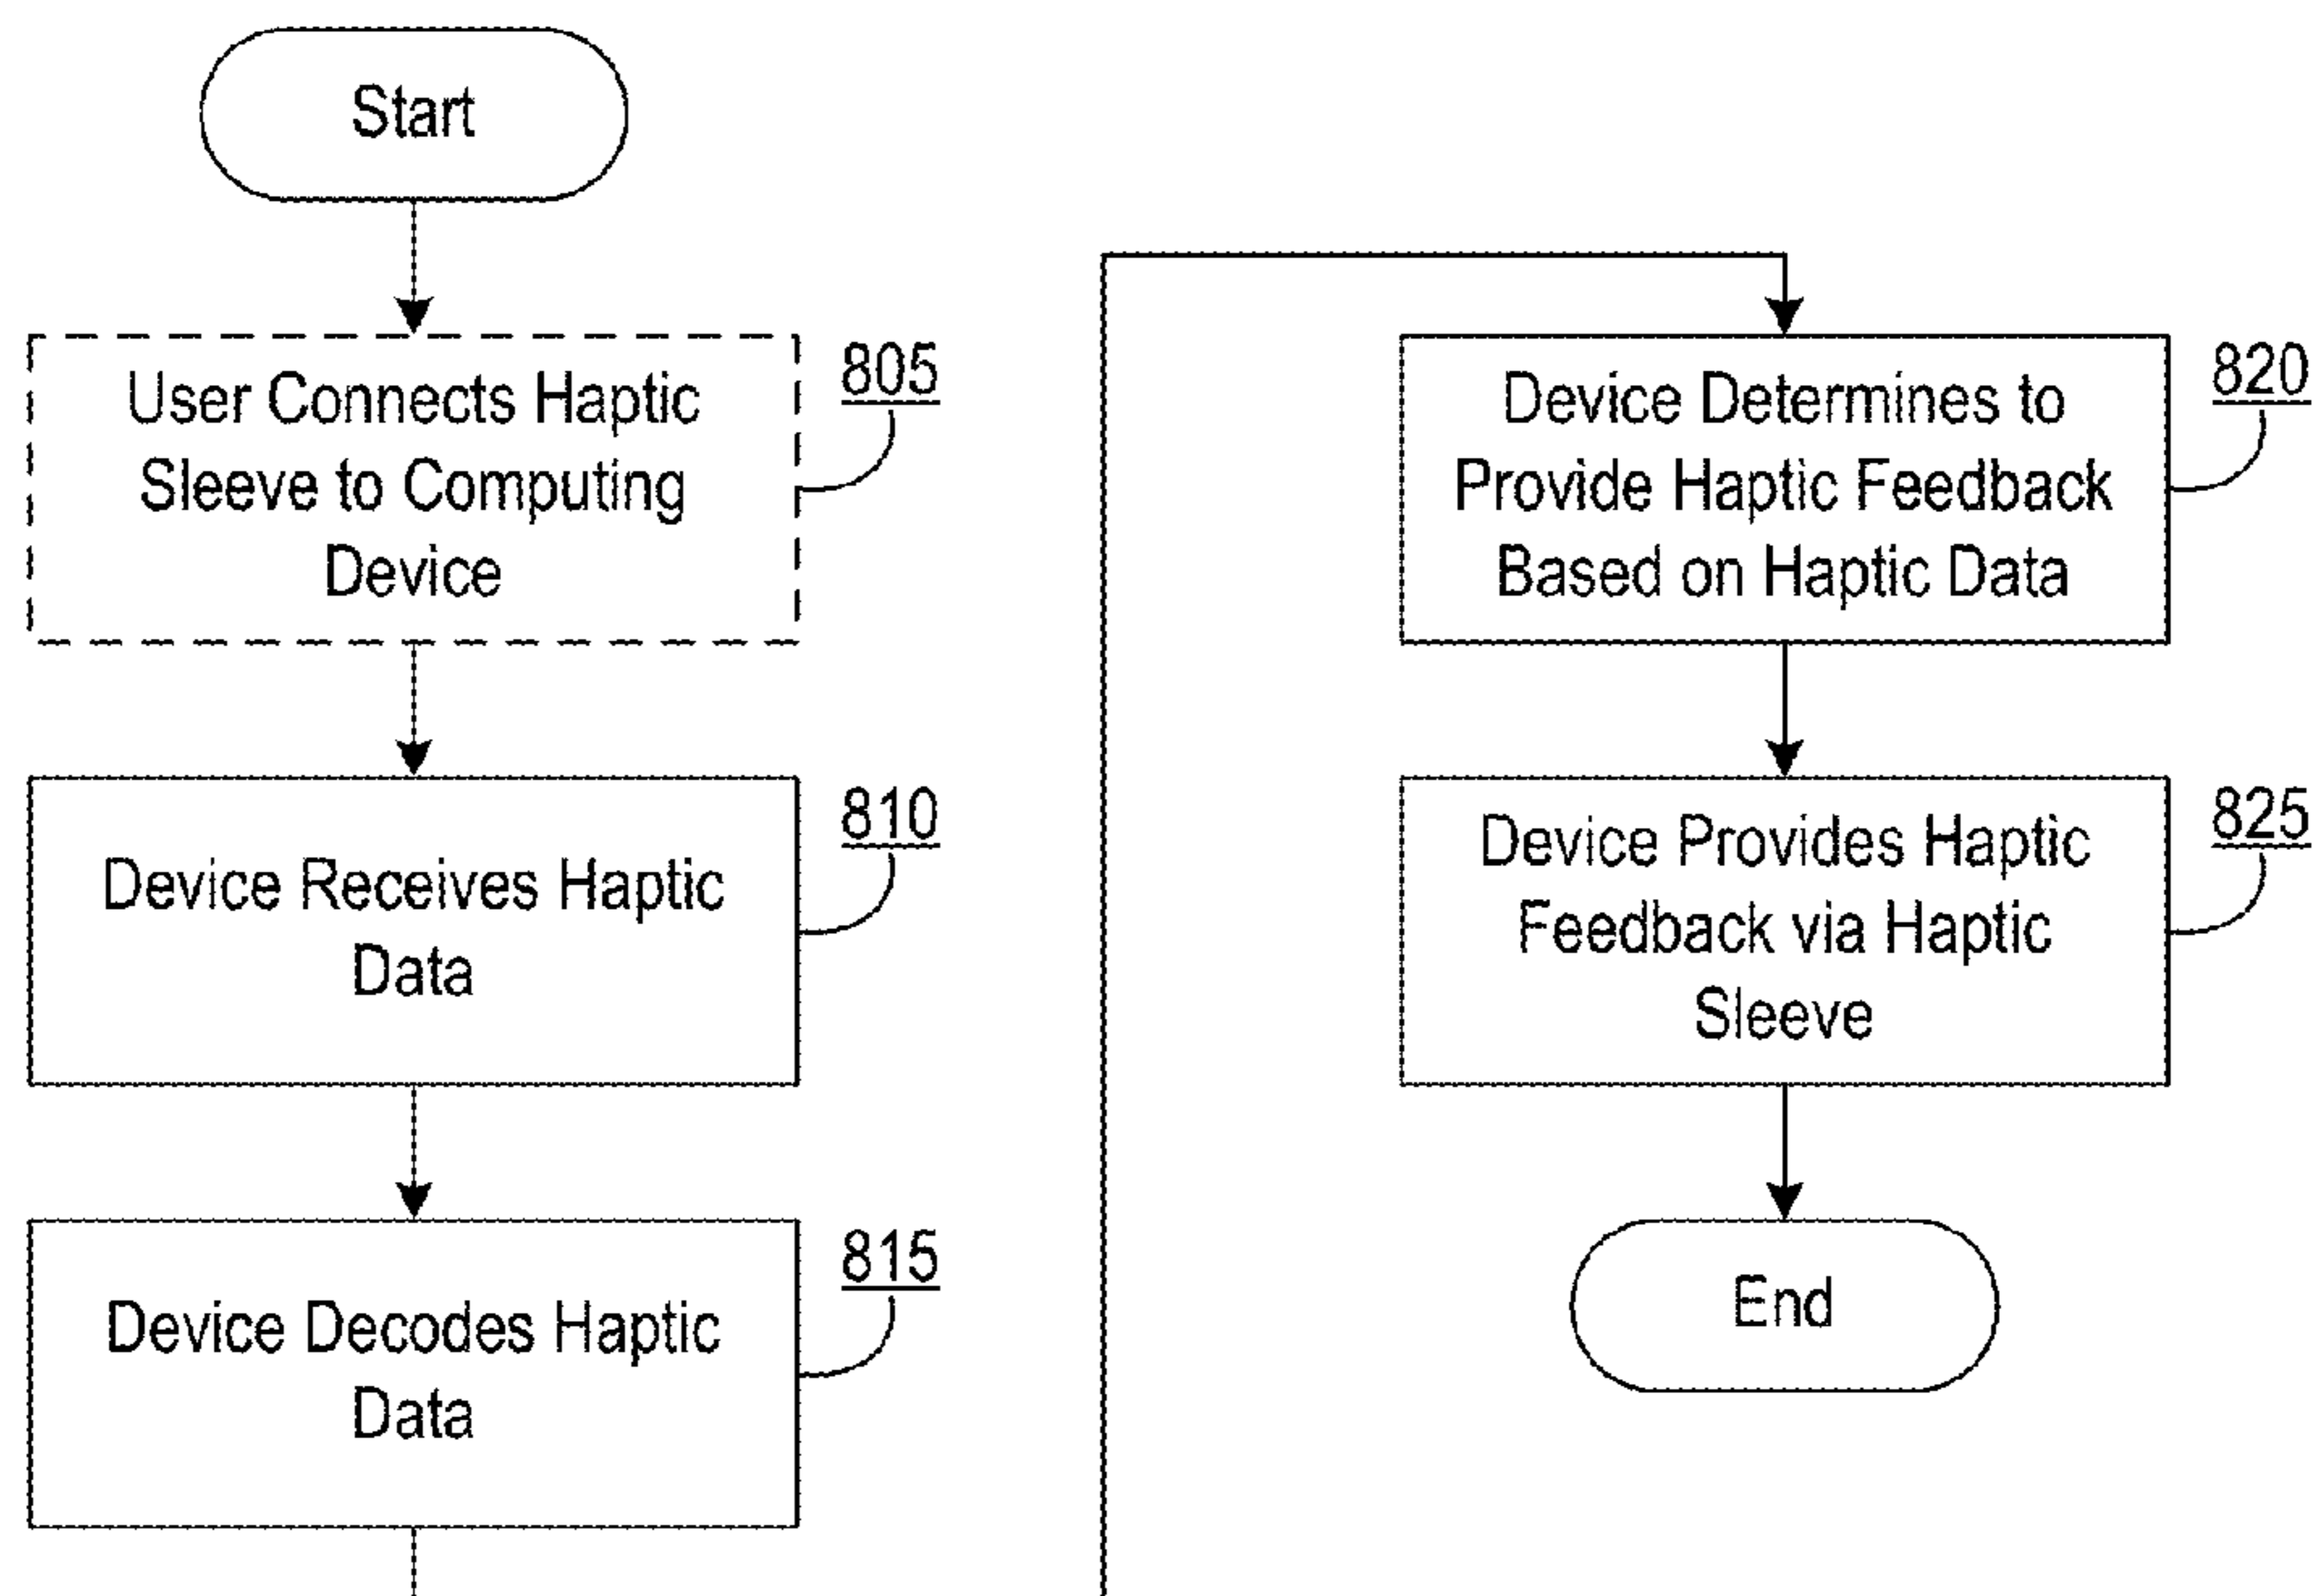 Start
User Connects Haptic
Sleeve to Computing
Device
805
Device Receives Haptic
Data
810
Device Decodes Haptic
Data
815
Device Determines to
Provide Haptic Feedback
Based on Haptic Data
820
Device Provides Haptic
Feedback via Haptic
Sleeve
825
End